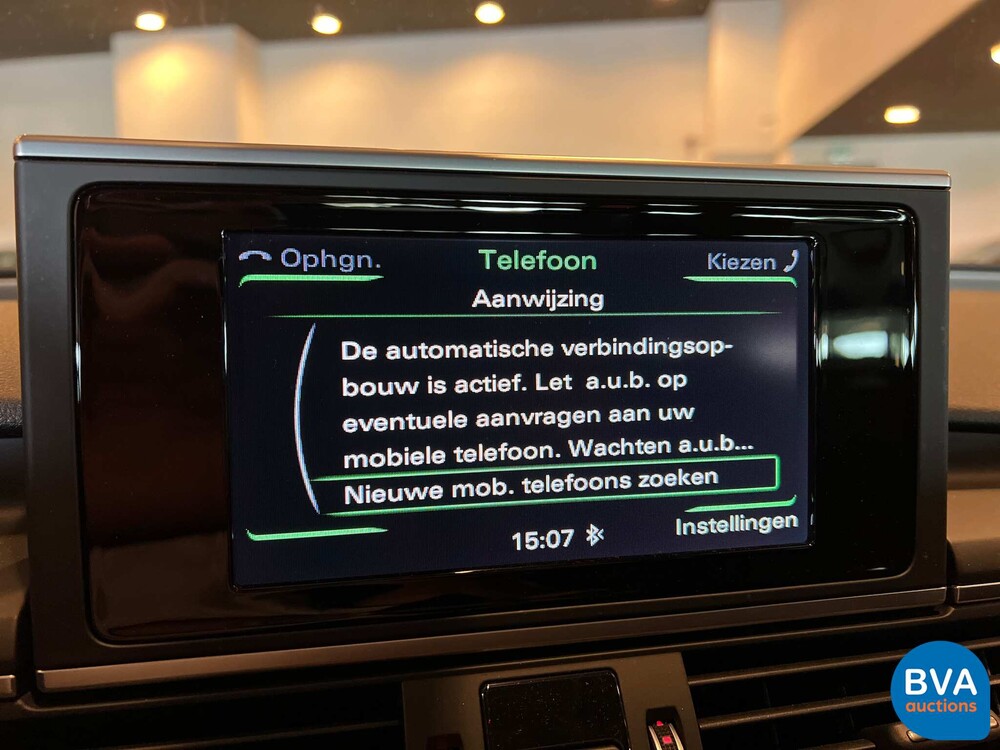 Ophgn.
Telefoon
Kiezen
Aanwijzing
De automatische verbindingsop-
bouw is actief. Let a.u.b. op
eventuele aanvragen aan uw
mobiele telefoon. Wachten a.u.b...
Nieuwe mob. telefoons zoeken
15:07
Instellingen
BVA
auctions